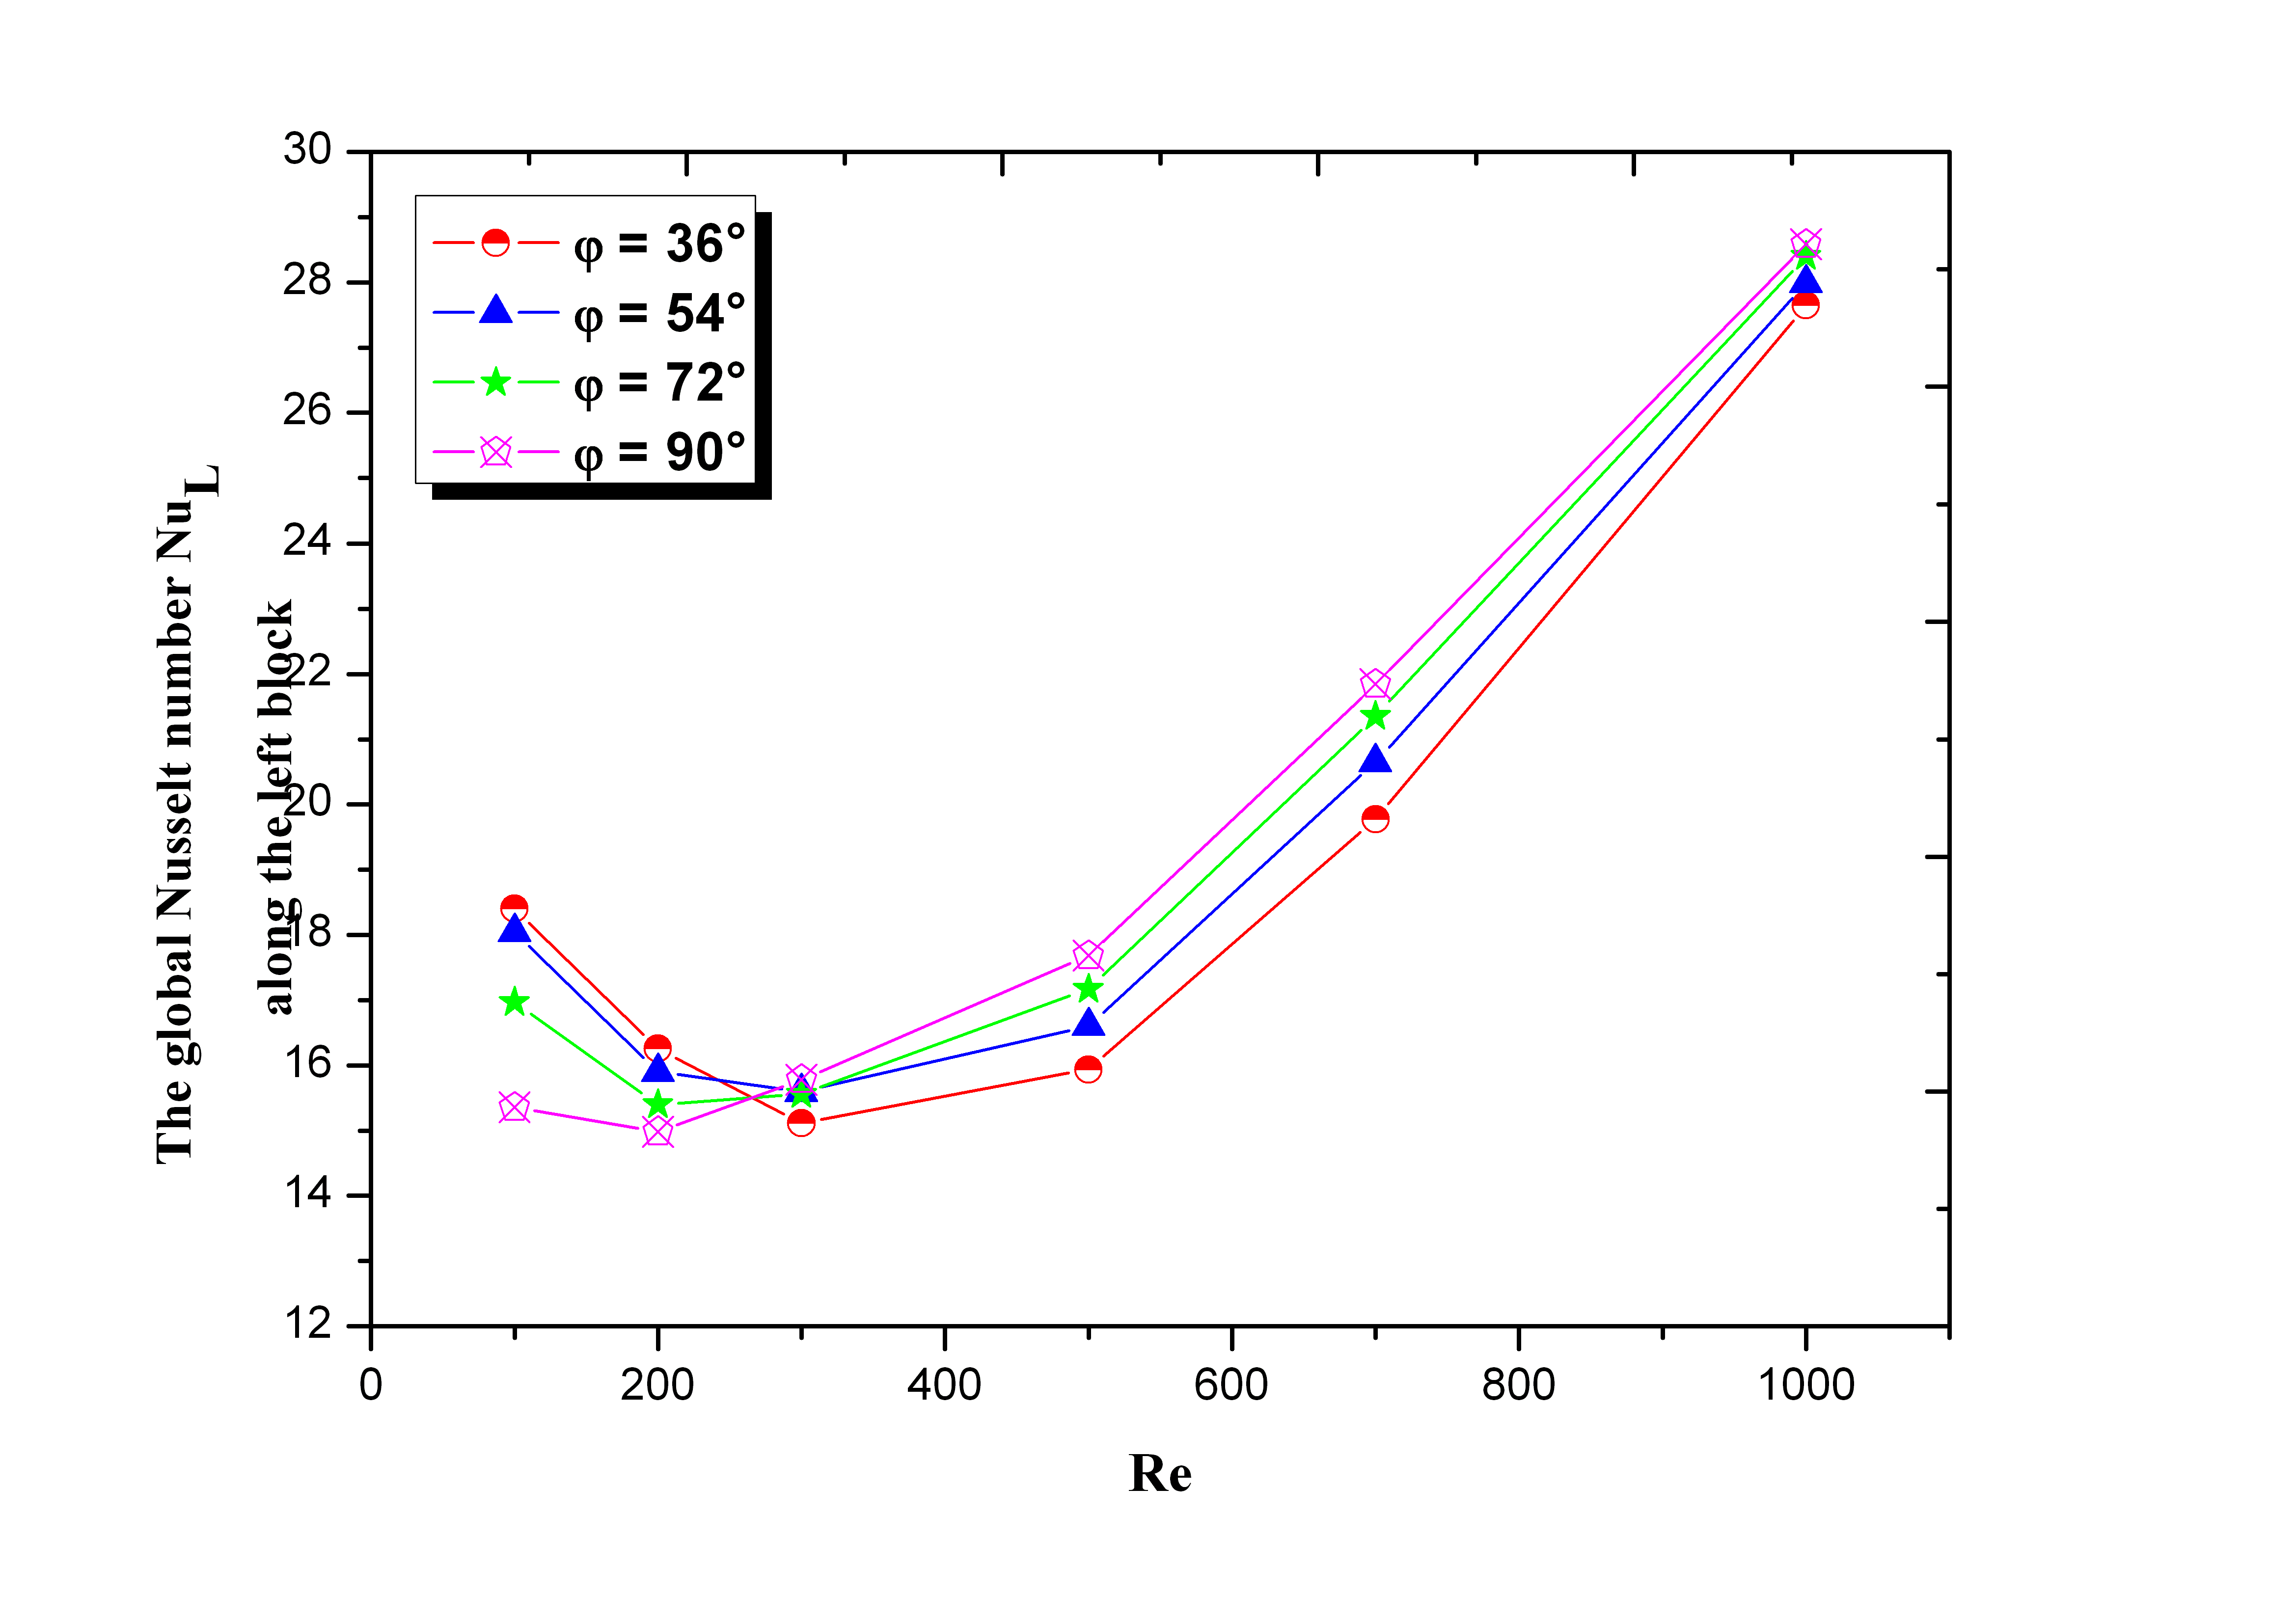 30
28
26
24
22
20
18
16
14
12
The global Nusselt number Nu_L
along the left block
φ = 36°
φ = 54°
φ = 72°
φ = 90°
0 200 400 600 800 1000
Re